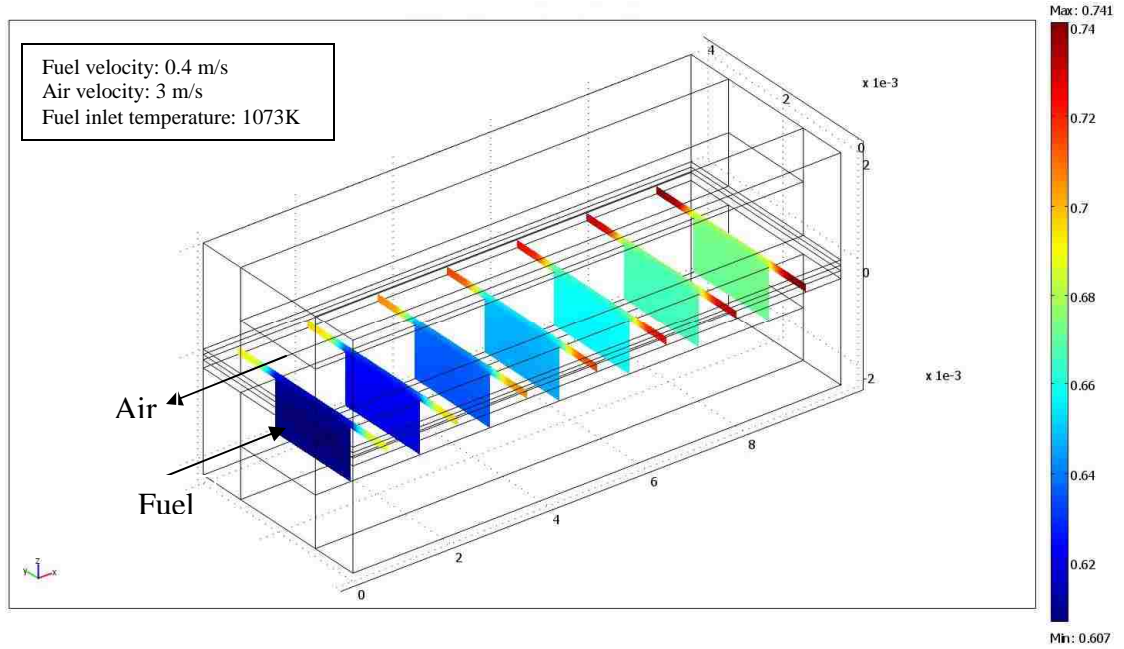 Max: 0.741
Fuel velocity: 0.4 m/s
Air velocity: 3 m/s
Fuel inlet temperature: 1073K
4
2
0
x 1e-3
2
0
-2
x 1e-3
Air
Fuel
0
2
4
6
8
z
y
x
0.74
0.72
0.7
0.68
0.66
0.64
0.62
Min: 0.607